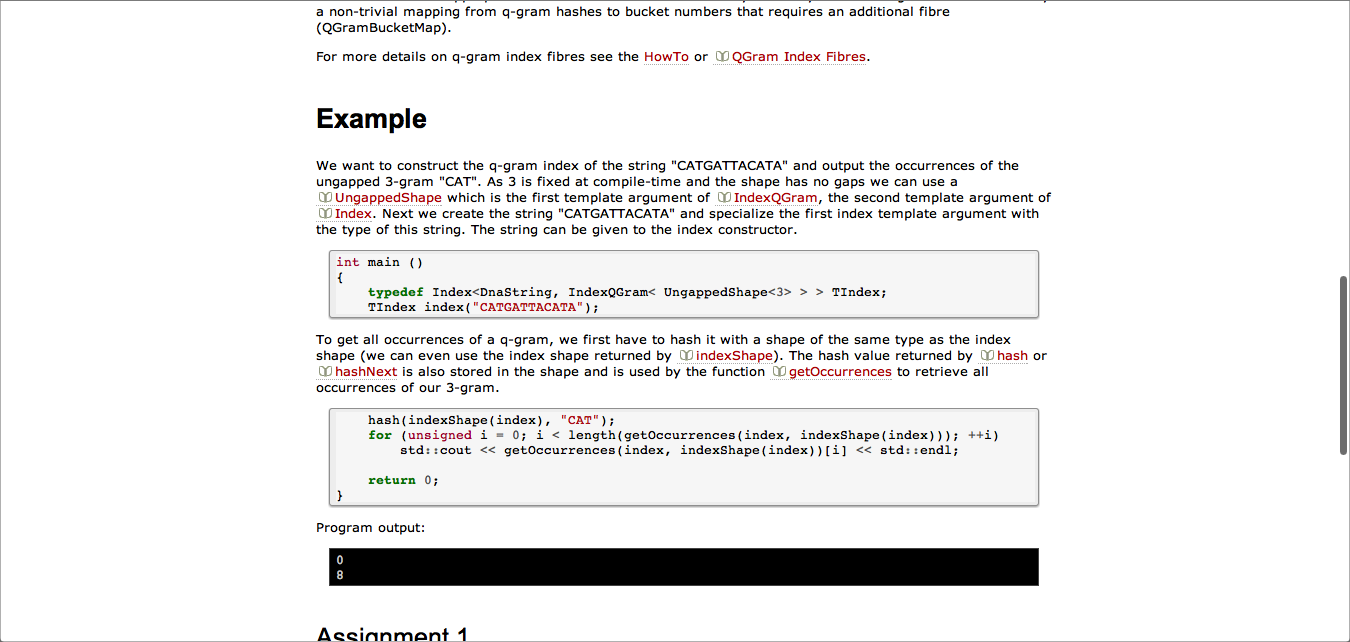 a non-trivial mapping from q-gram hashes to bucket numbers that requires an additional fibre
(QGramBucketMap).
For more details on q-gram index fibres see the HowTo or QGram Index Fibres.
Example
We want to construct the q-gram index of the string "CATGATTACATA" and output the occurrences of the
ungapped 3-gram "CAT". As 3 is fixed at compile-time and the shape has no gaps we can use a
UngappedShape which is the first template argument of IndexQGram, the second template argument of
Index. Next we create the string "CATGATTACATA" and specialize the first index template argument with
the type of this string. The string can be given to the index constructor.
int main ()
{
    typedef Index<DnaString, IndexQGram< UngappedShape<3> > > TIndex;
    TIndex index("CATGATTACATA");
To get all occurrences of a q-gram, we first have to hash it with a shape of the same type as the index
shape (we can even use the index shape returned by indexShape). The hash value returned by hash or
hashNext is also stored in the shape and is used by the function getOccurrences to retrieve all
occurrences of our 3-gram.
    hash(indexShape(index), "CAT");
    for (unsigned i = 0; i < length(getOccurrences(index, indexShape(index))); ++i)
        std::cout << getOccurrences(index, indexShape(index))[i] << std::endl;
    return 0;
}
Program output:
0
8
Assignment 1